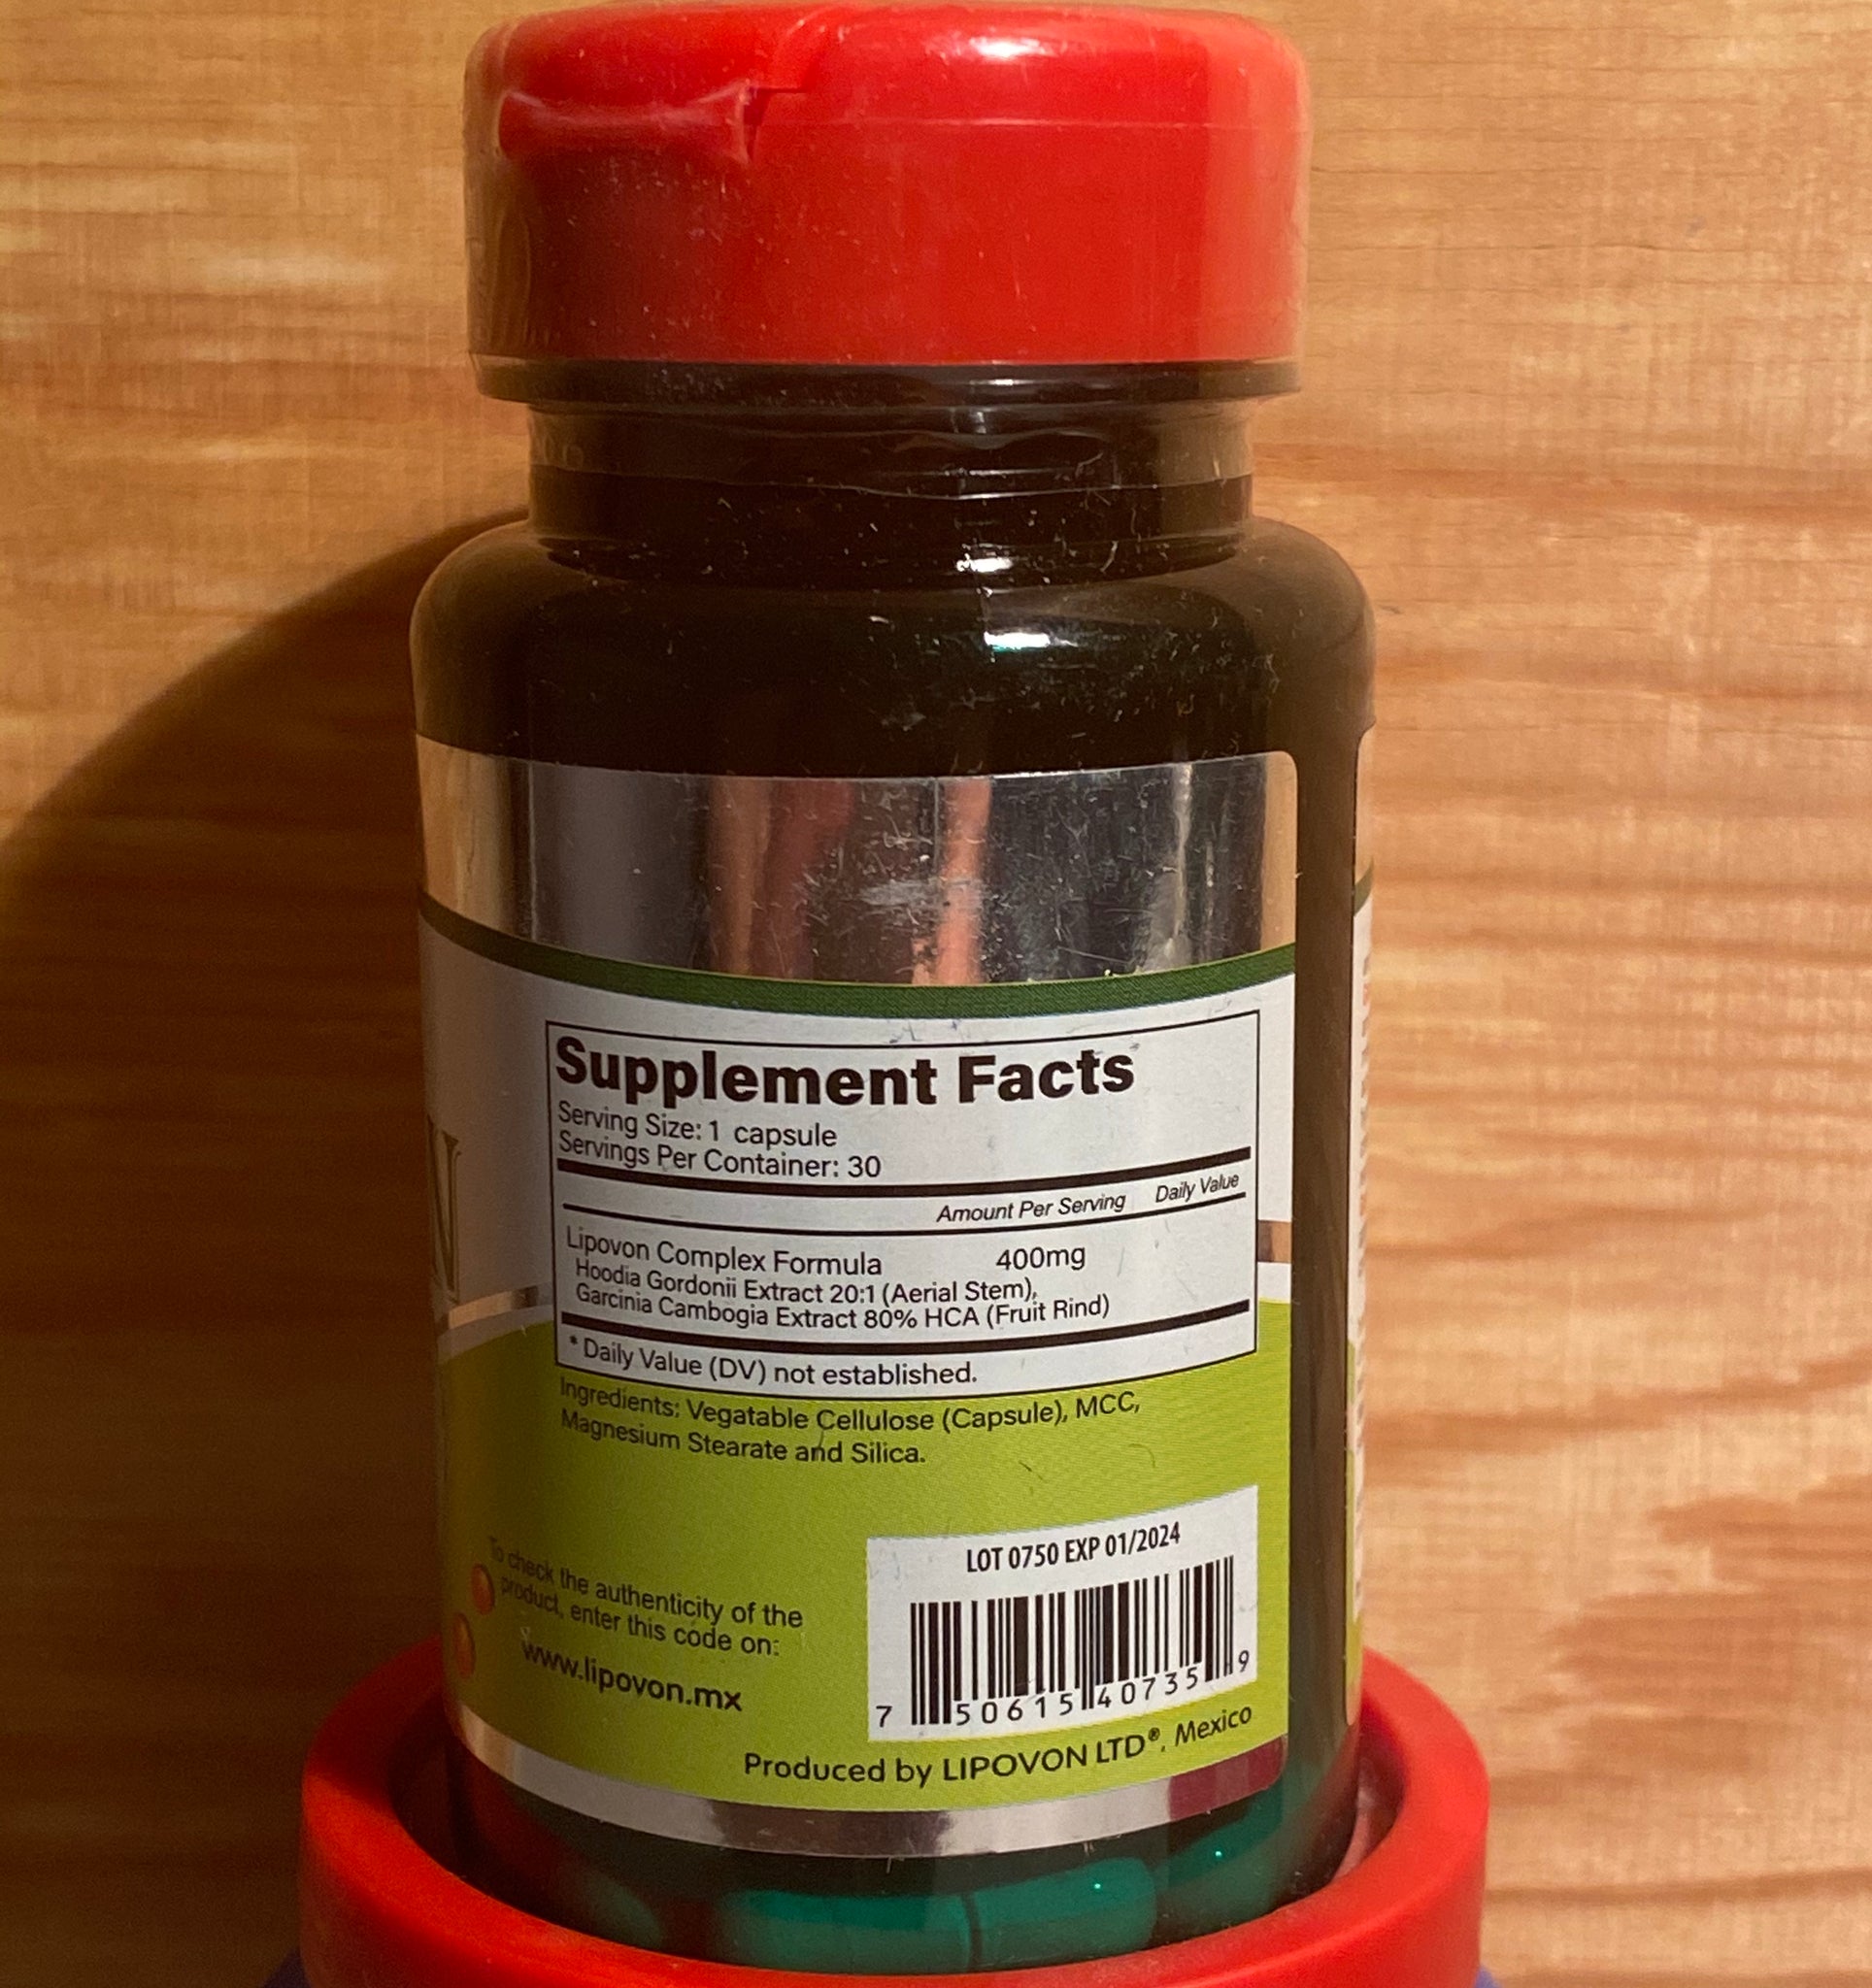 N
Supplement Facts
Serving Size: 1 capsule
Servings Per Container: 30
Amount Per Serving Daily Value
Lipovon Complex Formula 400mg
Hoodia Gordonii Extract 20:1 (Aerial Stem),
Garcinia Cambogia Extract 80% HCA (Fruit Rind)
* Daily Value (DV) not established.
Ingredients: Vegatable Cellulose (Capsule), MCC,
Magnesium Stearate and Silica.
To check the authenticity of the
product, enter this code on:
www.lipovon.mx
LOT 0750 EXP 01/2024
7 506154 407359
Produced by LIPOVON LTD®, Mexico